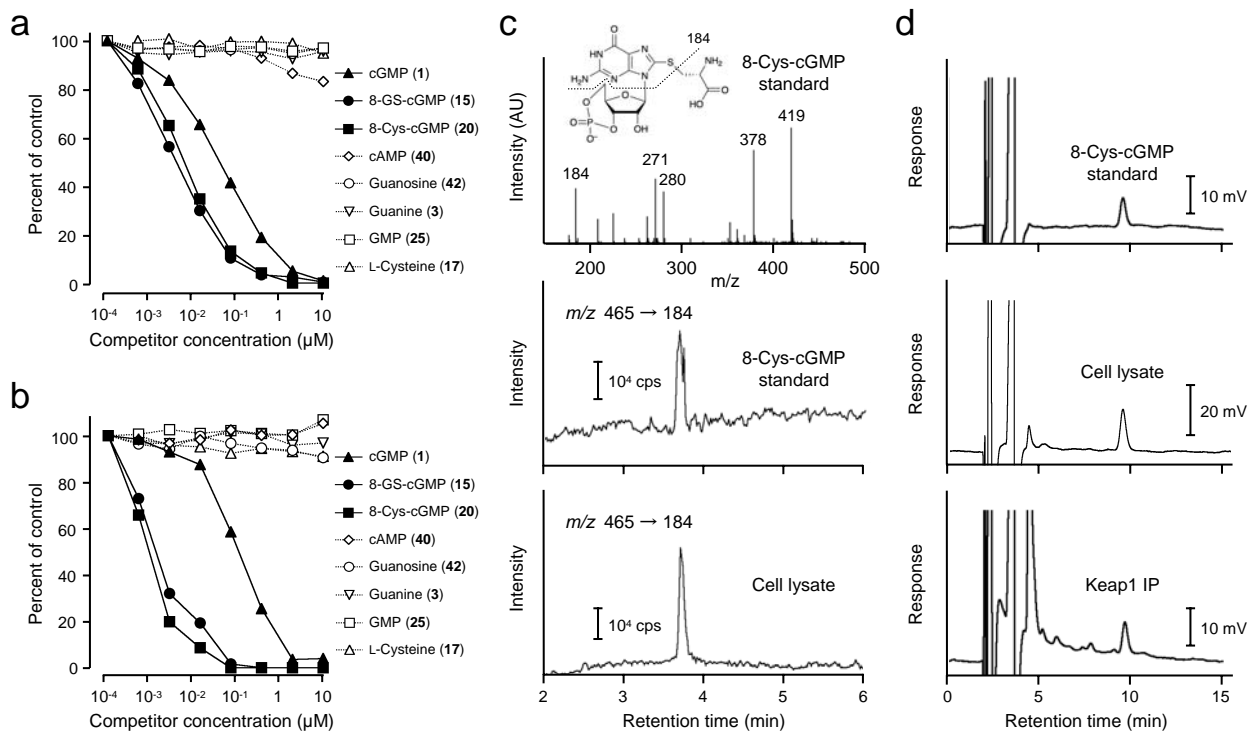 a
Percent of control
100
80
60
40
20
0
10⁻⁴
10⁻³
10⁻²
10⁻¹
1
10
Competitor concentration (µM)
cGMP (1)
8-GS-cGMP (15)
8-Cys-cGMP (20)
cAMP (40)
Guanosine (42)
Guanine (3)
GMP (25)
L-Cysteine (17)
b
Percent of control
100
80
60
40
20
0
10⁻⁴
10⁻³
10⁻²
10⁻¹
1
10
Competitor concentration (µM)
cGMP (1)
8-GS-cGMP (15)
8-Cys-cGMP (20)
cAMP (40)
Guanosine (42)
Guanine (3)
GMP (25)
L-Cysteine (17)
c
Intensity (AU)
O
HN
N
184
H₂N
N
N
S
NH₂
HO
O
O
O
O=P
O
O⁻
OH
8-Cys-cGMP
standard
184
271
280
378
419
200
300
400
500
m/z
Intensity
m/z 465 → 184
10⁴ cps
8-Cys-cGMP
standard
Intensity
m/z 465 → 184
10⁴ cps
Cell lysate
2
3
4
5
6
Retention time (min)
d
Response
8-Cys-cGMP
standard
10 mV
Response
Cell lysate
20 mV
Response
Keap1 IP
10 mV
0
5
10
15
Retention time (min)